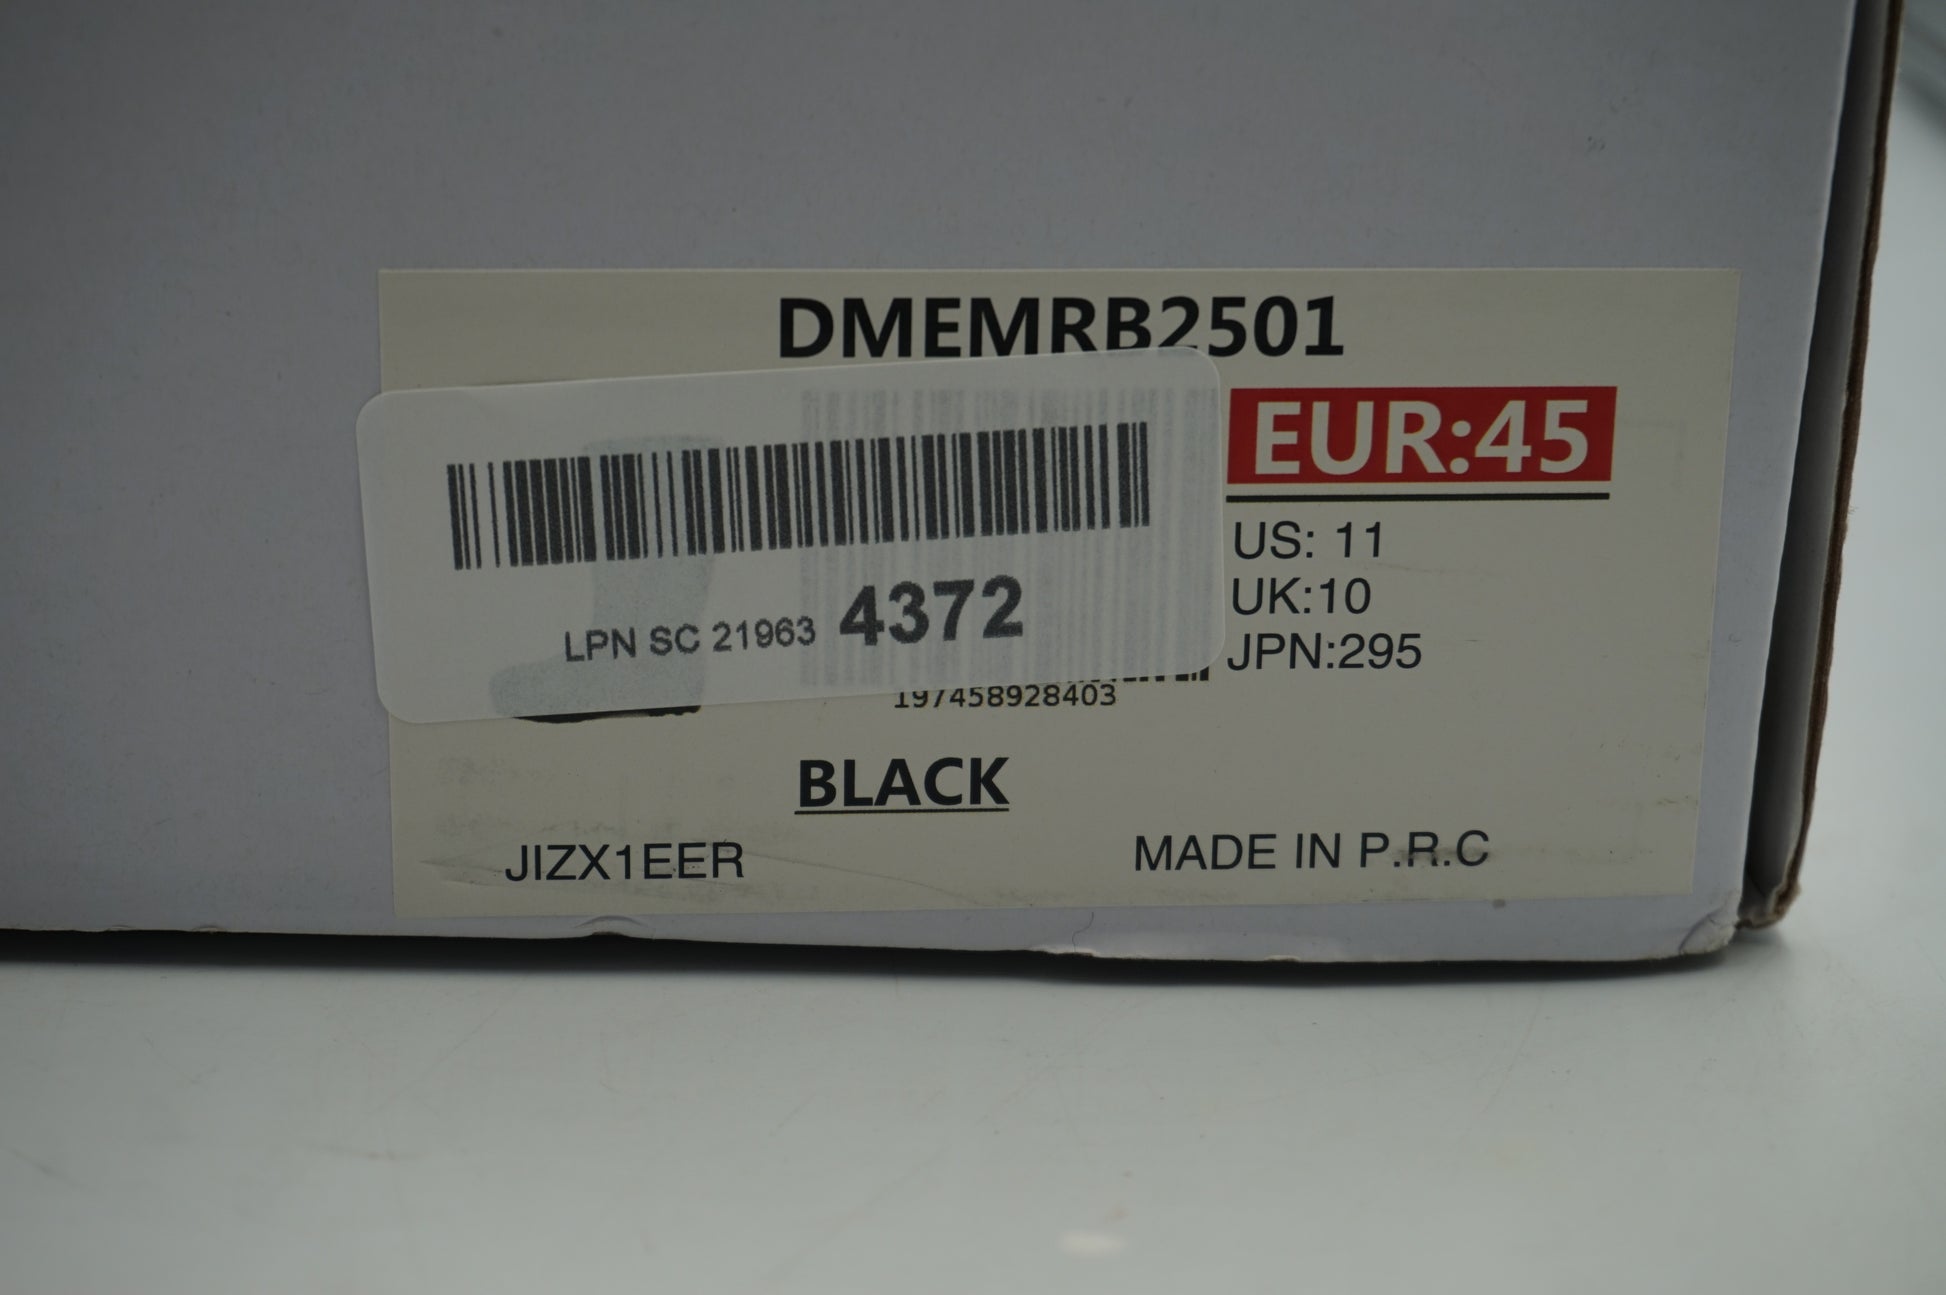 DMEMRB2501
EUR:45
US: 11
UK:10
JPN:295
LPN SC 21963 4372
197458928403
BLACK
JIZX1EER
MADE IN P.R.C